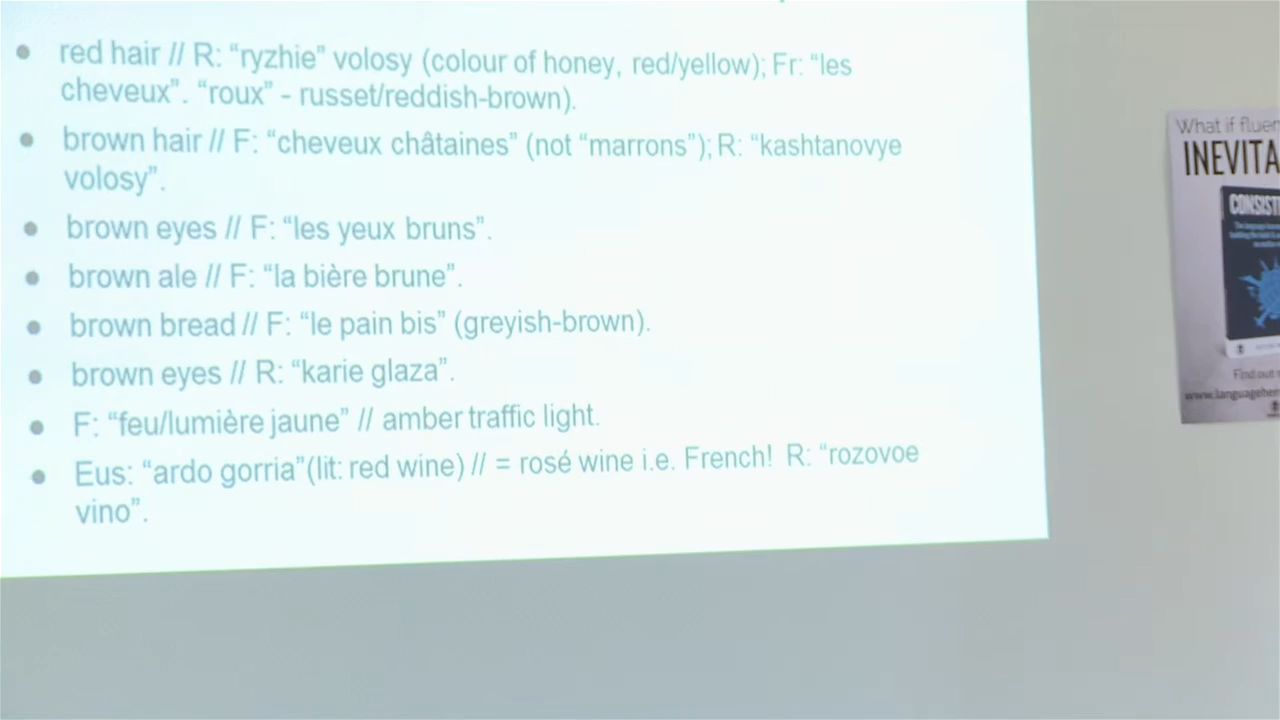 red hair // R: “ryzhie” volosy (colour of honey, red/yellow); Fr: “les
cheveux”. “roux” - russet/reddish-brown).
brown hair // F: “cheveux châtaines” (not “marrons”); R: “kashtanovye
volosy”.
brown eyes // F: “les yeux bruns”.
brown ale // F: “la bière brune”.
brown bread // F: “le pain bis” (greyish-brown).
brown eyes // R: “karie glaza”.
F: “feu/lumière jaune” // amber traffic light.
Eus: “ardo gorria”(lit: red wine) // = rosé wine i.e. French! R: “rozovoe
vino”.
What if fluen
INEVITA
CONSIST
Find out
www.languagehe